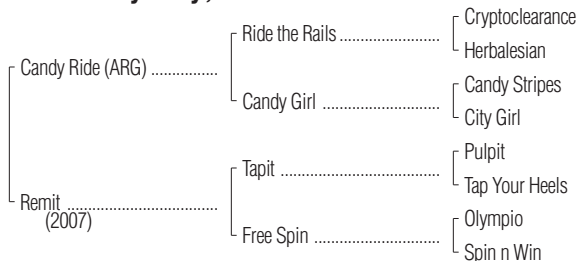 Cryptoclearance
Ride the Rails
Herbalesian
Candy Ride (ARG)
Candy Stripes
Candy Girl
City Girl
Pulpit
Tapit
Tap Your Heels
Remit
(2007)
Olympio
Free Spin
Spin n Win